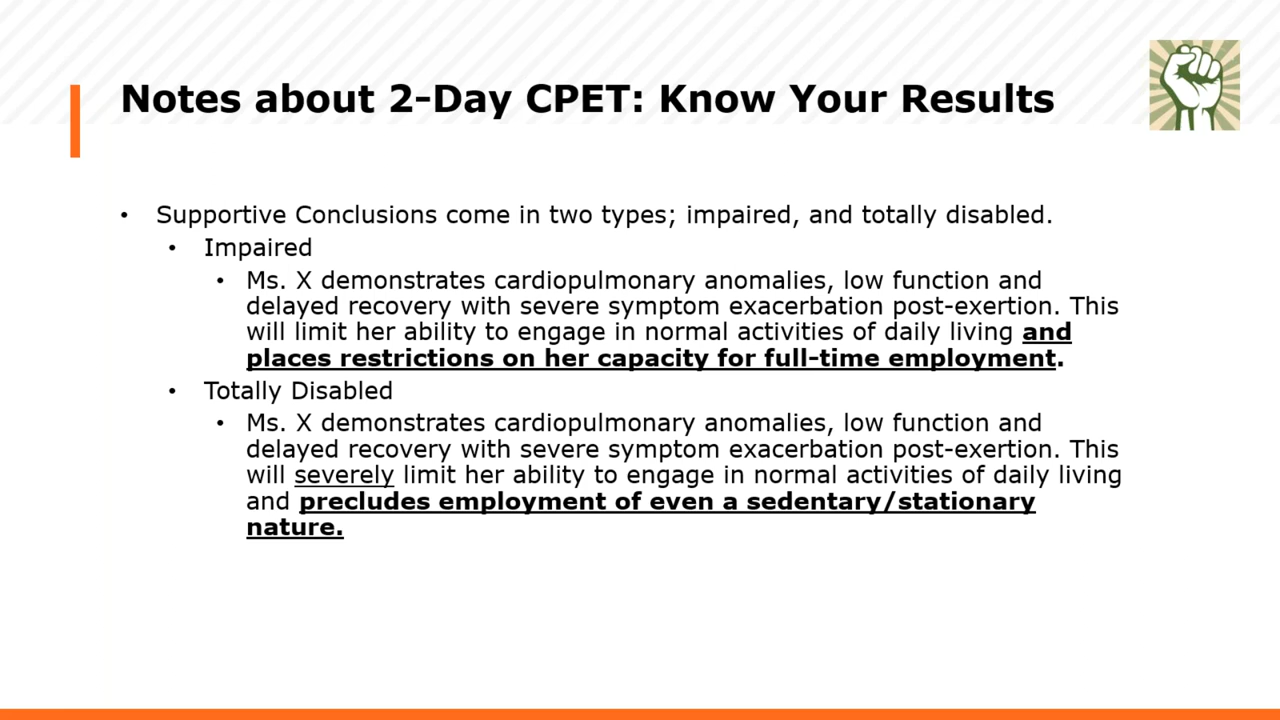 Notes about 2-Day CPET: Know Your Results
• Supportive Conclusions come in two types; impaired, and totally disabled.
• Impaired
• Ms. X demonstrates cardiopulmonary anomalies, low function and
delayed recovery with severe symptom exacerbation post-exertion. This
will limit her ability to engage in normal activities of daily living and
places restrictions on her capacity for full-time employment.
• Totally Disabled
• Ms. X demonstrates cardiopulmonary anomalies, low function and
delayed recovery with severe symptom exacerbation post-exertion. This
will severely limit her ability to engage in normal activities of daily living
and precludes employment of even a sedentary/stationary
nature.